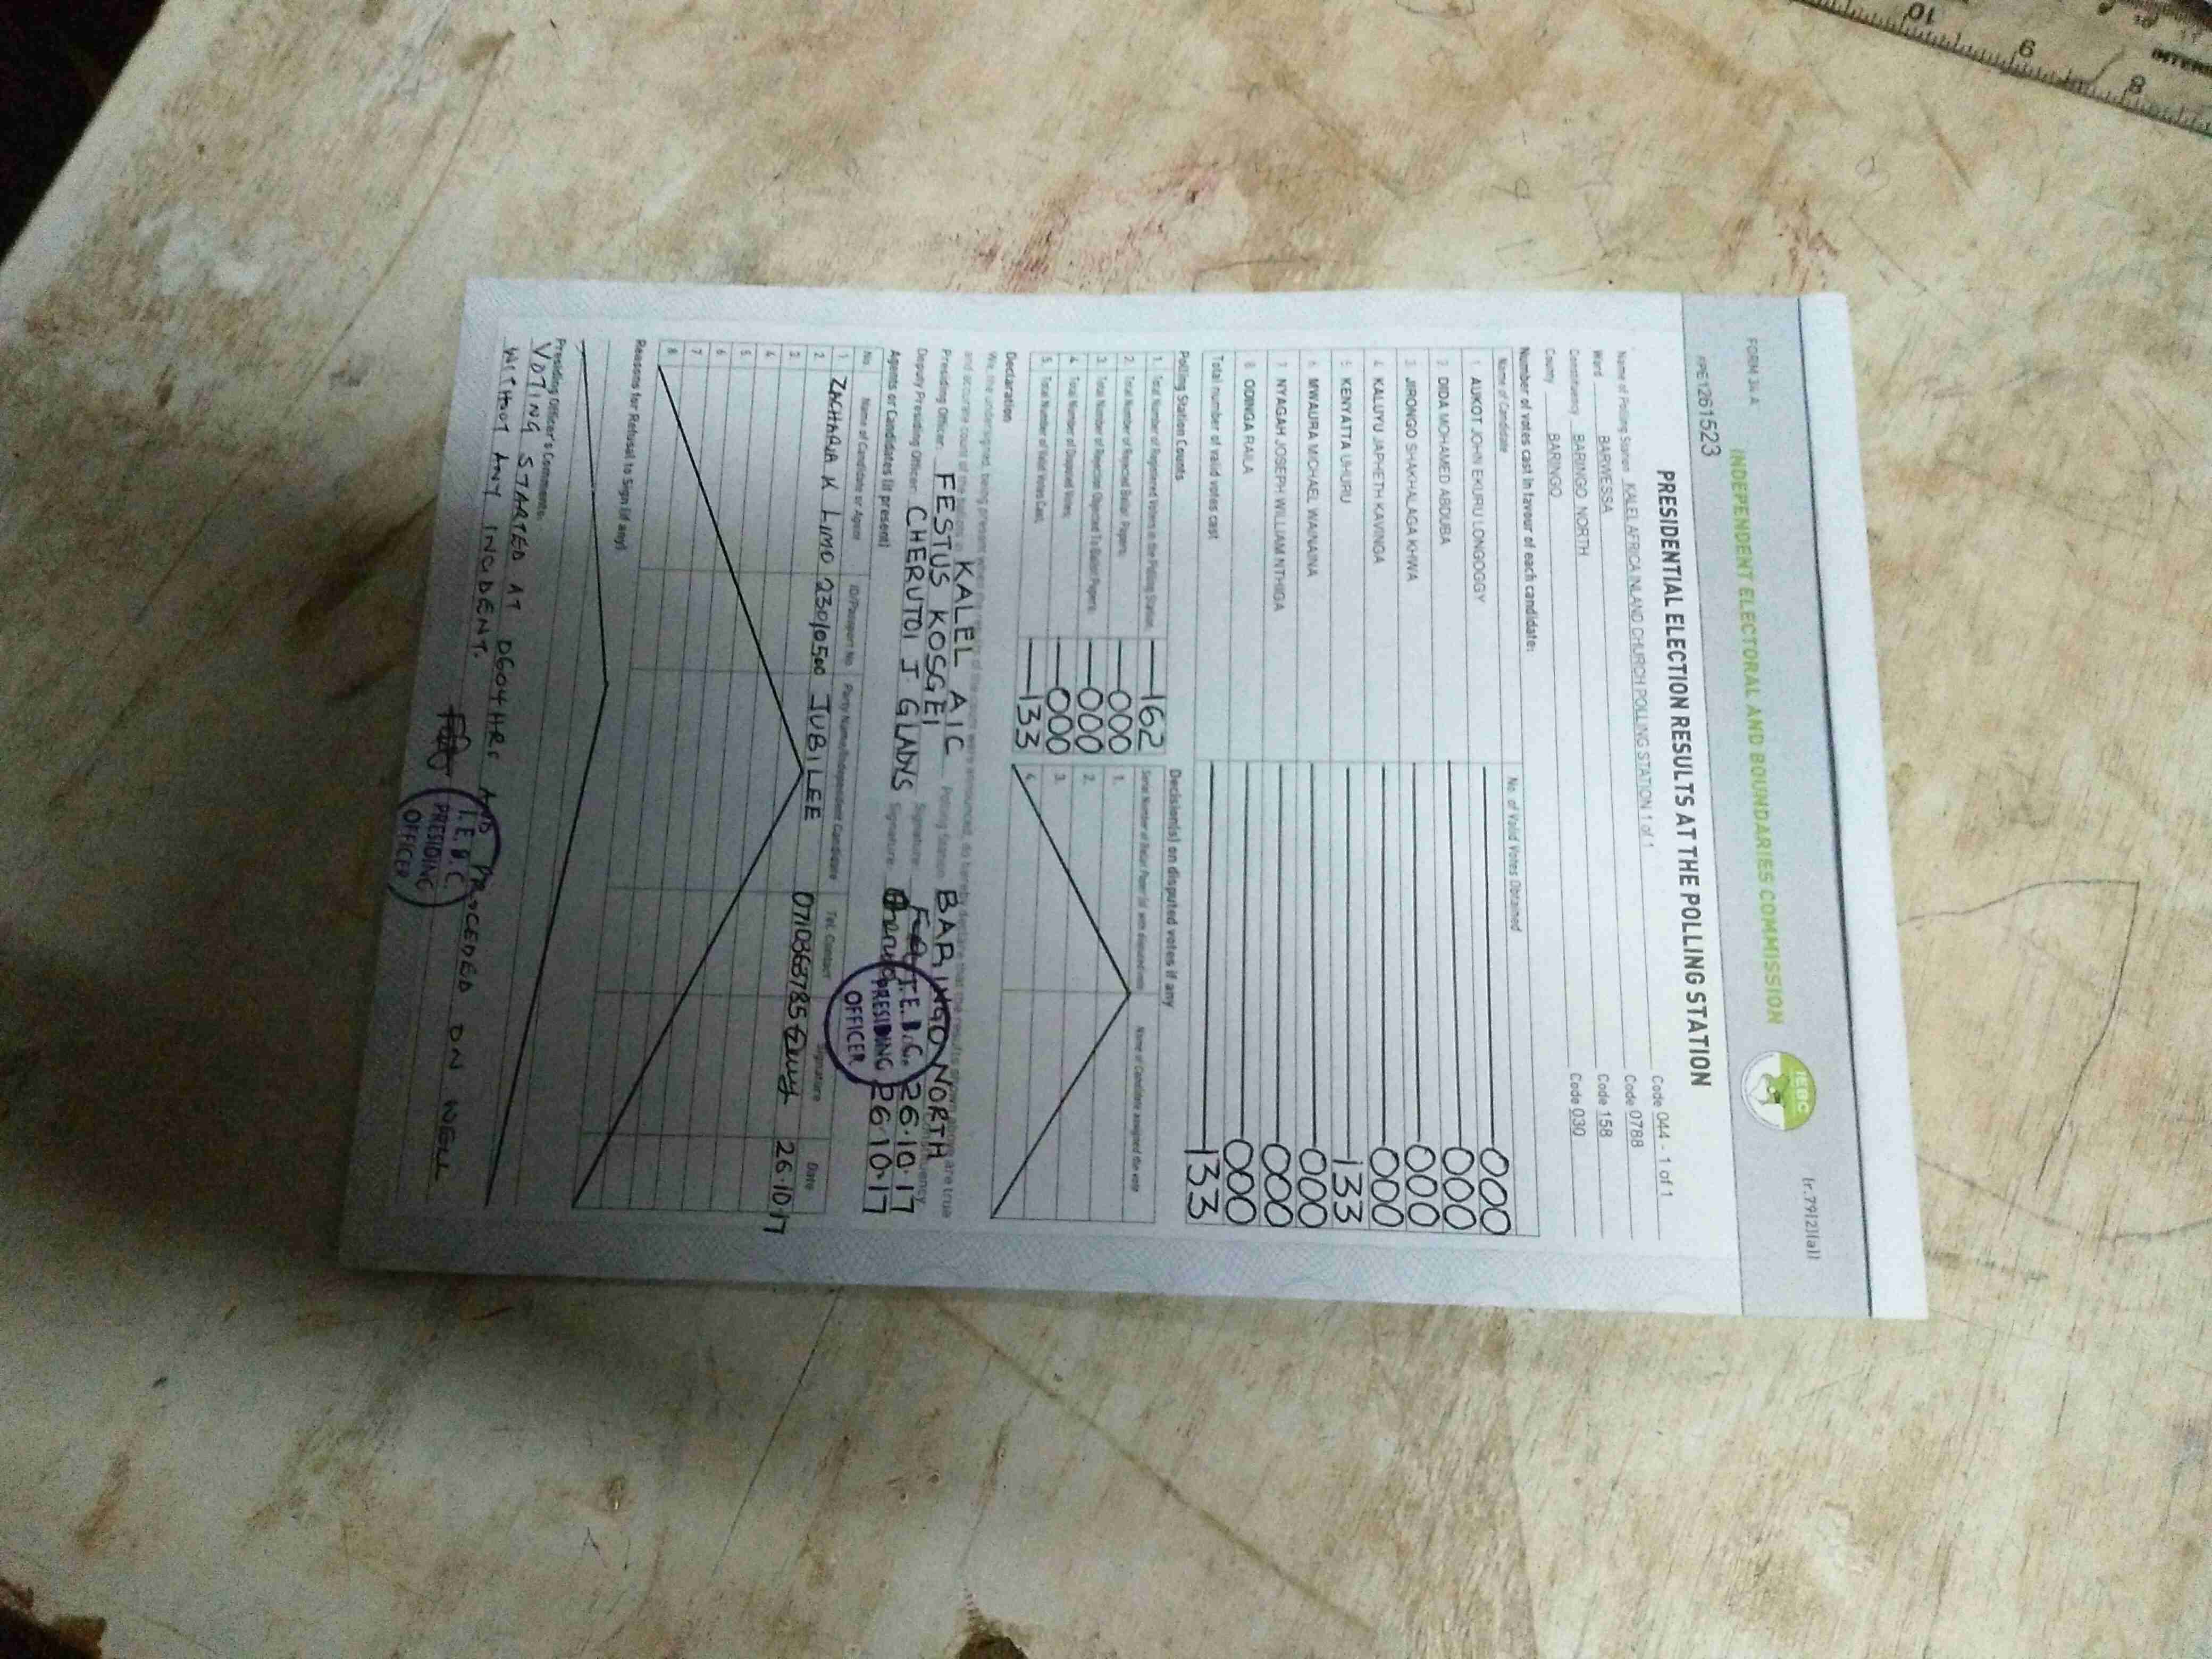 FORM 34 A
(r.79(2)(a))
INDEPENDENT ELECTORAL AND BOUNDARIES COMMISSION
IEBC
PPE1261523
PRESIDENTIAL ELECTION RESULTS AT THE POLLING STATION
Name of Polling Station KALEL AFRICA INLAND CHURCH POLLING STATION 1 of 1 Code 044 - 1 of 1
Ward BARWESSA Code 0788
Constituency BARINGO NORTH Code 158
County BARINGO Code 030
Number of votes cast in favour of each candidate:
Name of Candidate No. of Valid Votes Obtained
1. AUKOT JOHN EKURU LONGOGGY 000
2. DIDA MOHAMED ABDUBA 000
3. JIRONGO SHAKHALAGA KHWA 000
4. KALUYU JAPHETH KAVINGA 000
5. KENYATTA UHURU 133
6. MWAURA MICHAEL WAINAINA 000
7. NYAGAH JOSEPH WILLIAM NTHIGA 000
8. ODINGA RAILA 000
Total number of valid votes cast 133
Polling Station Counts
1. Total Number of Registered Voters in the Polling Station 162
2. Total Number of Rejected Ballot Papers 000
3. Total Number of Rejection Objected To Ballot Papers 000
4. Total Number of Disputed Votes 000
5. Total Number of Valid Votes Cast 133
Decision(s) on disputed votes if any
Serial Number of Ballot Paper(s) with disputed vote Name of Candidate assigned the vote
1.
2.
3.
4.
Declaration
We the undersigned, being present when the results of the count were announced, do hereby declare that the results shown above are true
and accurate count of the ballots in KALEL AIC Polling Station BARINGO NORTH Constituency
Presiding Officer: FESTUS KOSGEI Signature: 26.10.17
Deputy Presiding Officer: CHERUTOI J GLADYS Signature: 26.10.17
I.E.B.C.
PRESIDING
OFFICER
Agents or Candidates (if present)
No. Name of Candidate or Agent ID/Passport No. Party Name/Independent Candidate Tel. Contact Signature Date
1 ZACHARIA K LIMO 23010500 JUBILEE 0710363785 26.10.17
2
3
4
5
6
7
8
Reasons for Refusal to Sign (if any)
Presiding Officer's Comments:
VOTING STARTED AT 0604HRS AND PROCEDED ON WELL
WITHOUT ANY INCIDENT.
I.E.B.C.
PRESIDING
OFFICER
10
9
8